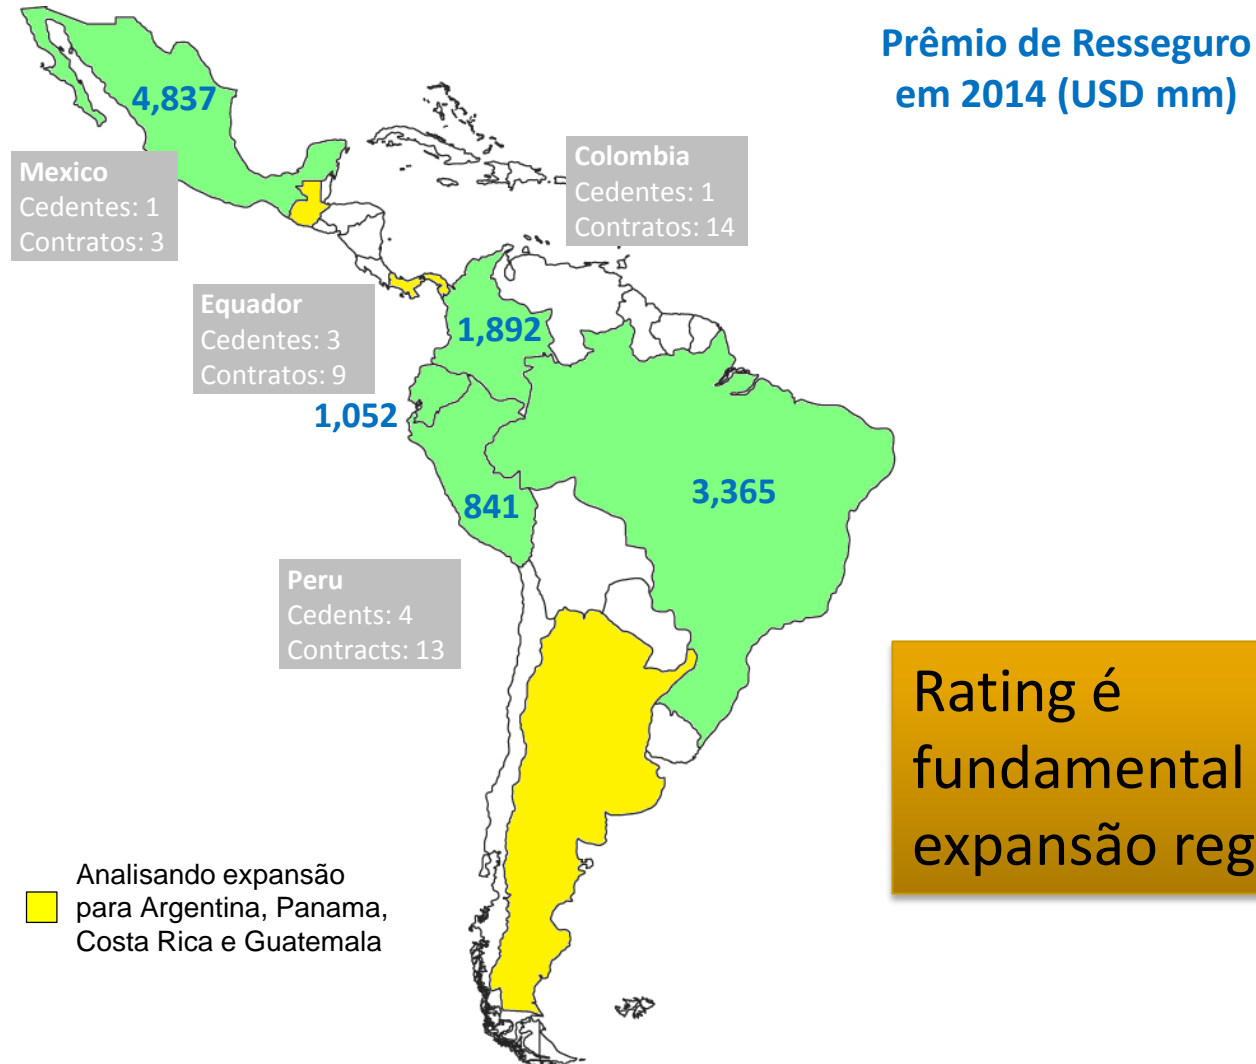 Prêmio de Resseguro
em 2014 (USD mm)
4,837
Mexico
Cedentes: 1
Contratos: 3
Colombia
Cedentes: 1
Contratos: 14
Equador
Cedentes: 3
Contratos: 9
1,892
1,052
841
3,365
Peru
Cedents: 4
Contracts: 13
Rating é
fundamental
expansão reg
Analisando expansão
para Argentina, Panama,
Costa Rica e Guatemala